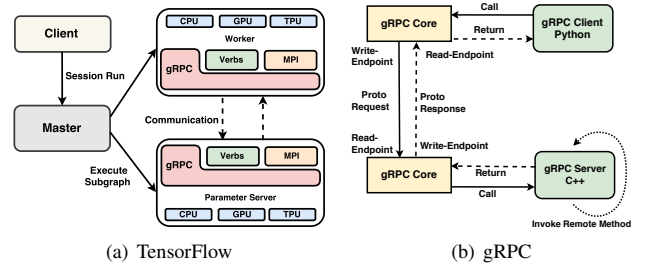 Client
Session Run
Master
Execute
Subgraph
CPU GPU TPU
Worker
gRPC Verbs MPI
Communication
gRPC Verbs MPI
Parameter Server
CPU GPU TPU
(a) TensorFlow
gRPC Core
Call
Return
gRPC Client
Python
Write-
Endpoint
Read-Endpoint
Proto
Request
Proto
Response
Read-
Endpoint
Write-Endpoint
gRPC Core
Return
Call
gRPC Server
C++
Invoke Remote Method
(b) gRPC